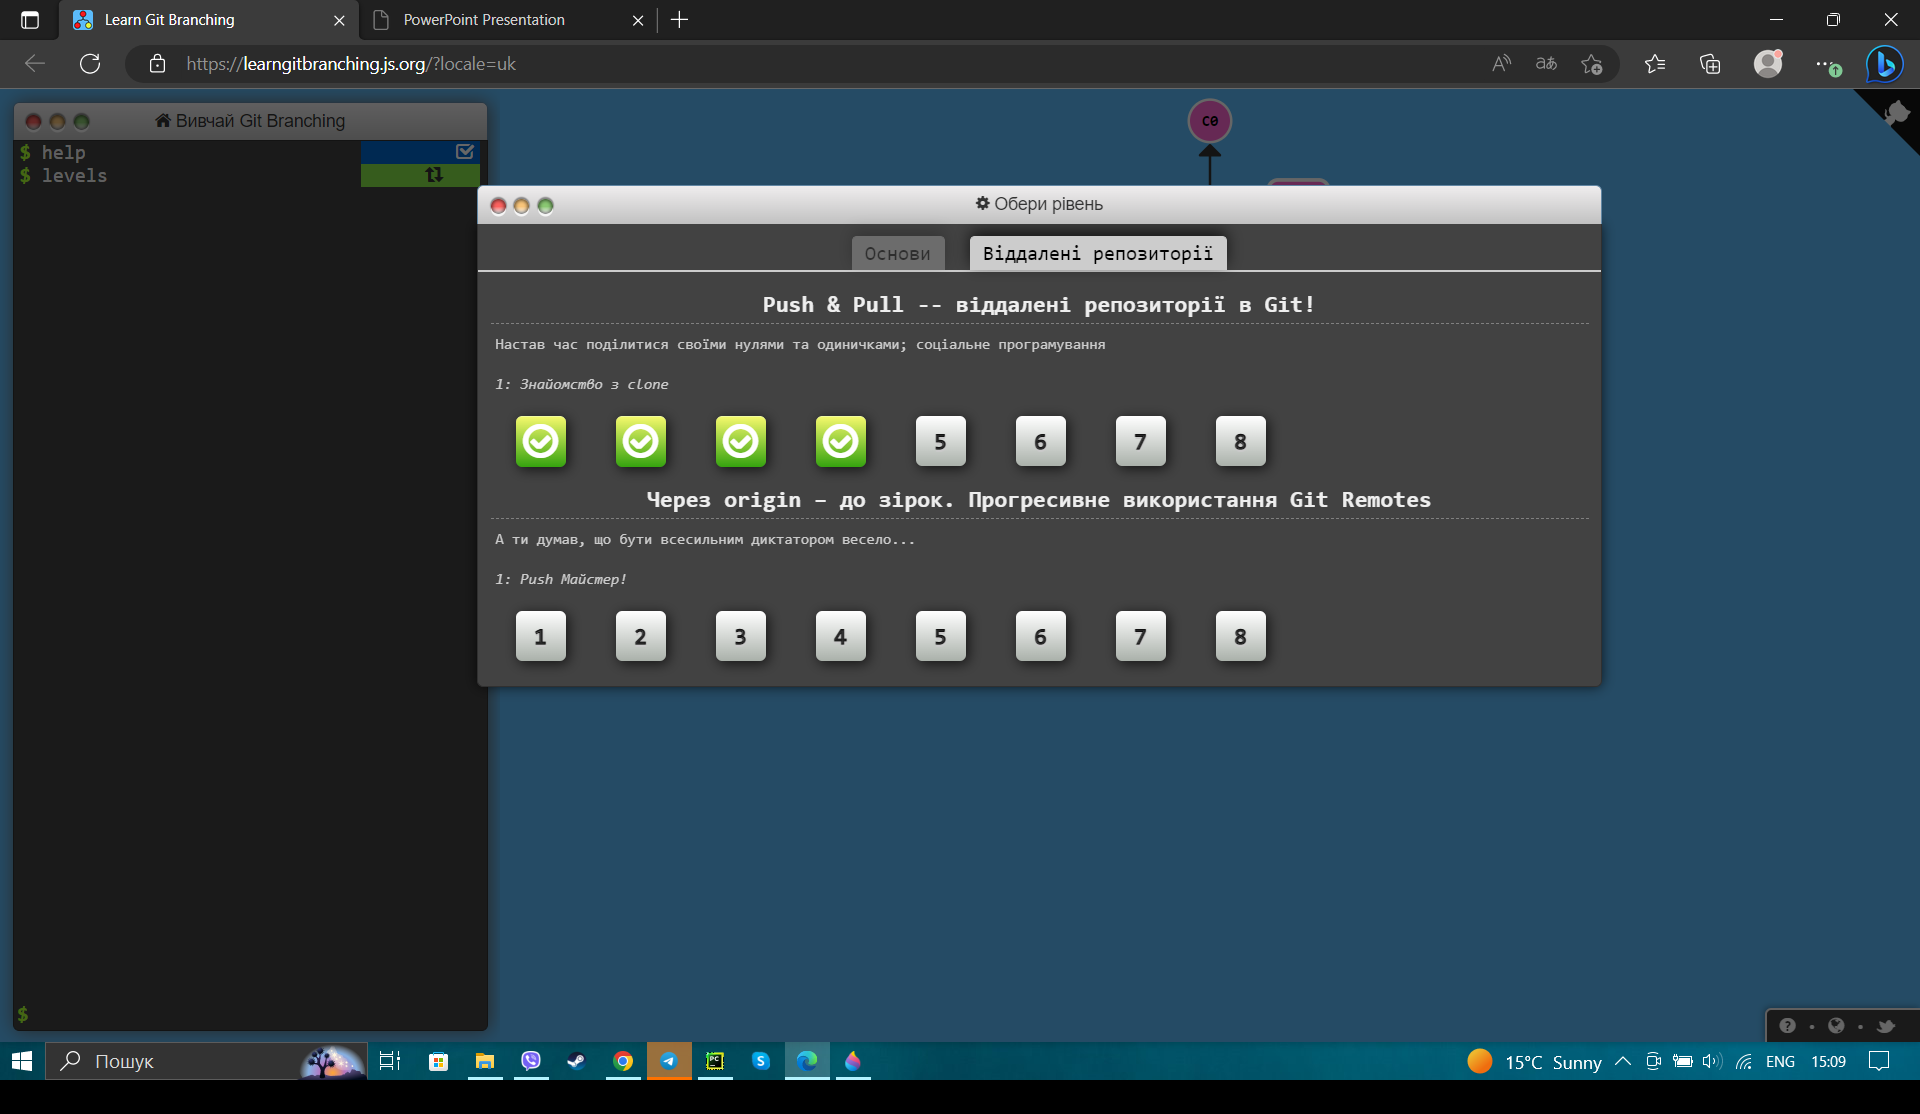 Learn Git Branching
PowerPoint Presentation
https://learngitbranching.js.org/?locale=uk
Вивчай Git Branching
$ help
$ levels
C0
Обери рівень
Основи
Віддалені репозиторії
Push & Pull -- віддалені репозиторії в Git!
Настав час поділитися своїми нулями та одиничками; соціальне програмування
1: Знайомство з clone
5 6 7 8
Через origin – до зірок. Прогресивне використання Git Remotes
А ти думав, що бути всесильним диктатором весело...
1: Push Майстер!
1 2 3 4 5 6 7 8
$
Пошук
PC
15°C Sunny
ENG
15:09